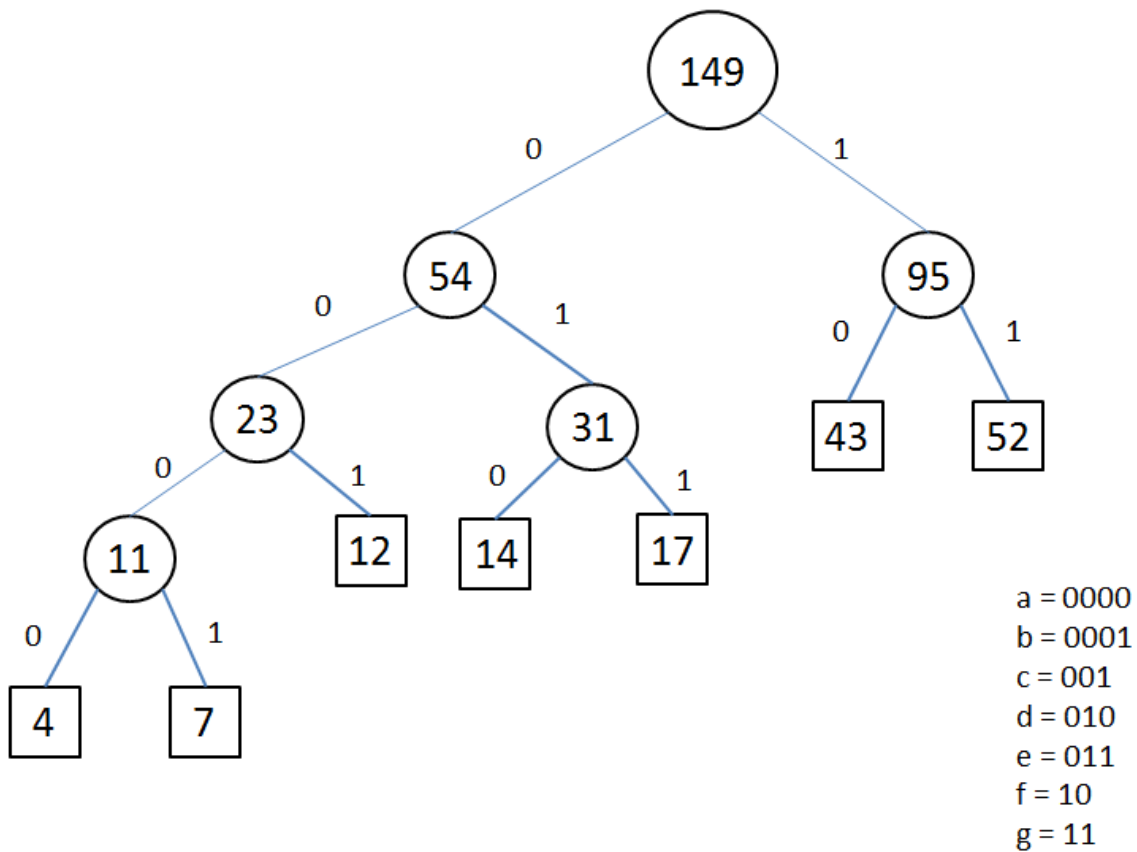 149
0 1
54 95
0 1 0 1
23 31 43 52
0 1 0 1
11 12 14 17
0 1
4 7
a = 0000
b = 0001
c = 001
d = 010
e = 011
f = 10
g = 11